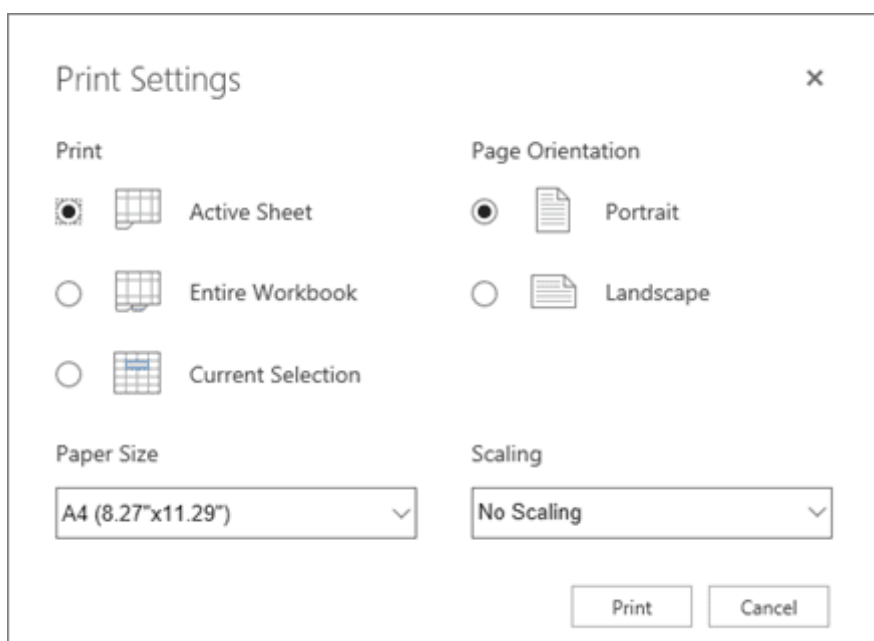 Print Settings
Print
Active Sheet
Entire Workbook
Current Selection
Page Orientation
Portrait
Landscape
Paper Size
A4 (8.27"x11.29")
Scaling
No Scaling
Print
Cancel